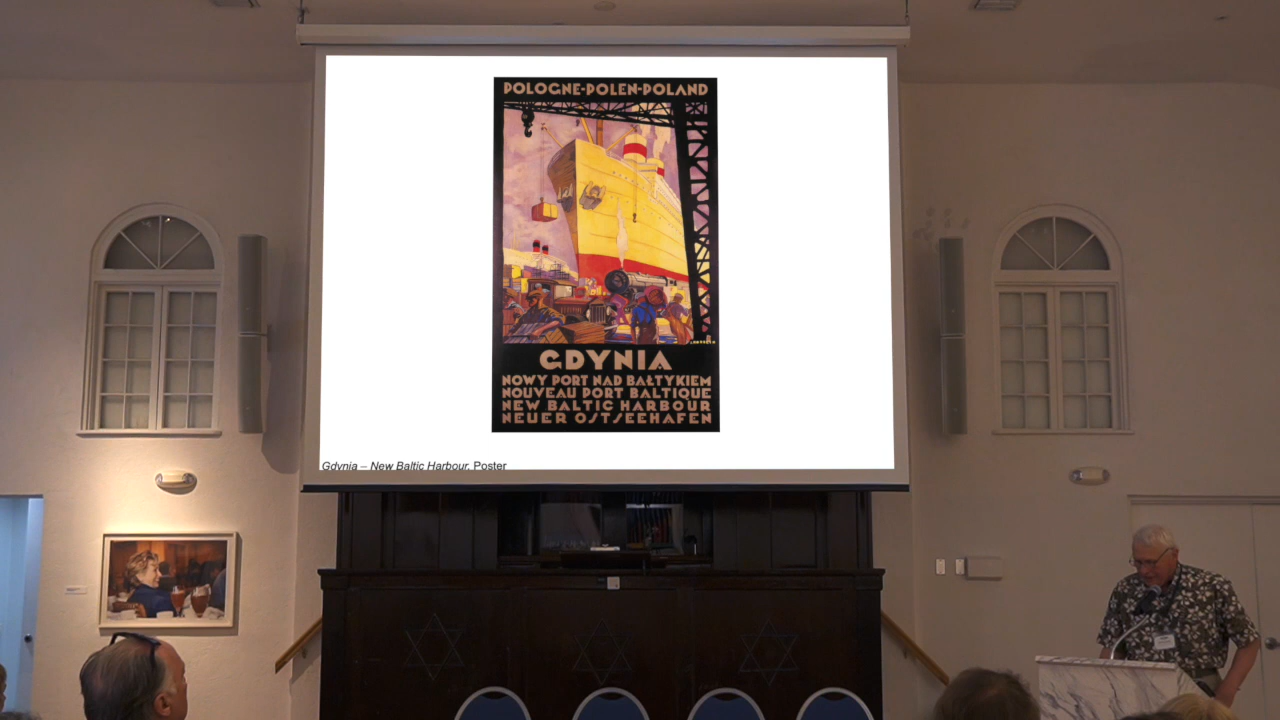 POLOGNE-POLEN-POLAND
GDYNIA
NOWY PORT NAD BAŁTYKIEM
NOUVEAU PORT BALTIQUE
NEW BALTIC HARBOUR
NEUER OSTSEEHAFEN
Gdynia – New Baltic Harbour, Poster